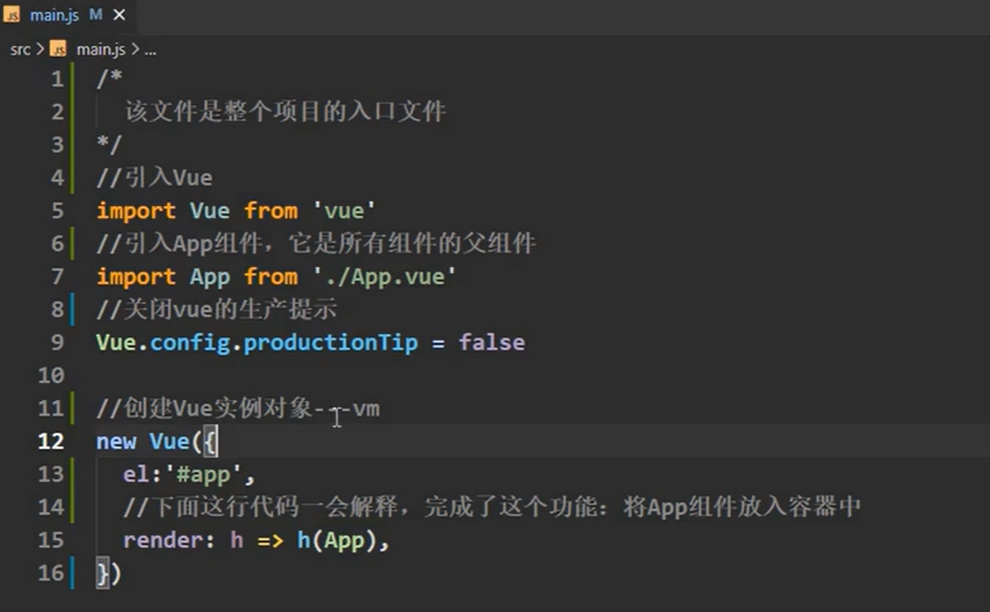 JS main.js M ×
src > JS main.js > ...
1 /*
2 该文件是整个项目的入口文件
3 */
4 //引入Vue
5 import Vue from 'vue'
6 //引入App组件，它是所有组件的父组件
7 import App from './App.vue'
8 //关闭vue的生产提示
9 Vue.config.productionTip = false
10
11 //创建Vue实例对象---vm
12 new Vue({
13 el:'#app',
14 //下面这行代码一会解释，完成了这个功能：将App组件放入容器中
15 render: h => h(App),
16 })